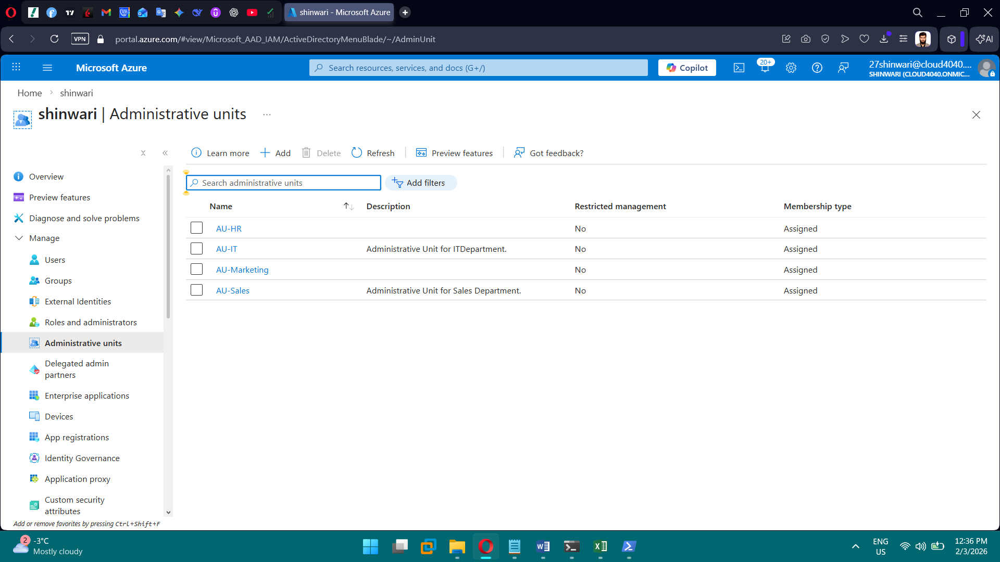 shinwari - Microsoft Azure
VPN
portal.azure.com/#view/Microsoft_AAD_IAM/ActiveDirectoryMenuBlade/~/AdminUnit
AI
Microsoft Azure
Search resources, services, and docs (G+/)
Copilot
20+
27shinwari@cloud4040....
SHINWARI (CLOUD4040.ONMIC...
Home
shinwari
shinwari | Administrative units
...
Learn more
Add
Delete
Refresh
Preview features
Got feedback?
Overview
Preview features
Diagnose and solve problems
Manage
Users
Groups
External Identities
Roles and administrators
Administrative units
Delegated admin
partners
Enterprise applications
Devices
App registrations
Identity Governance
Application proxy
Custom security
attributes
Add or remove favorites by pressing Ctrl+Shift+F
Search administrative units
Add filters
Name Description Restricted management Membership type
AU-HR No Assigned
AU-IT Administrative Unit for ITDepartment. No Assigned
AU-Marketing No Assigned
AU-Sales Administrative Unit for Sales Department. No Assigned
2
-3°C
Mostly cloudy
ENG
US
12:36 PM
2/3/2026